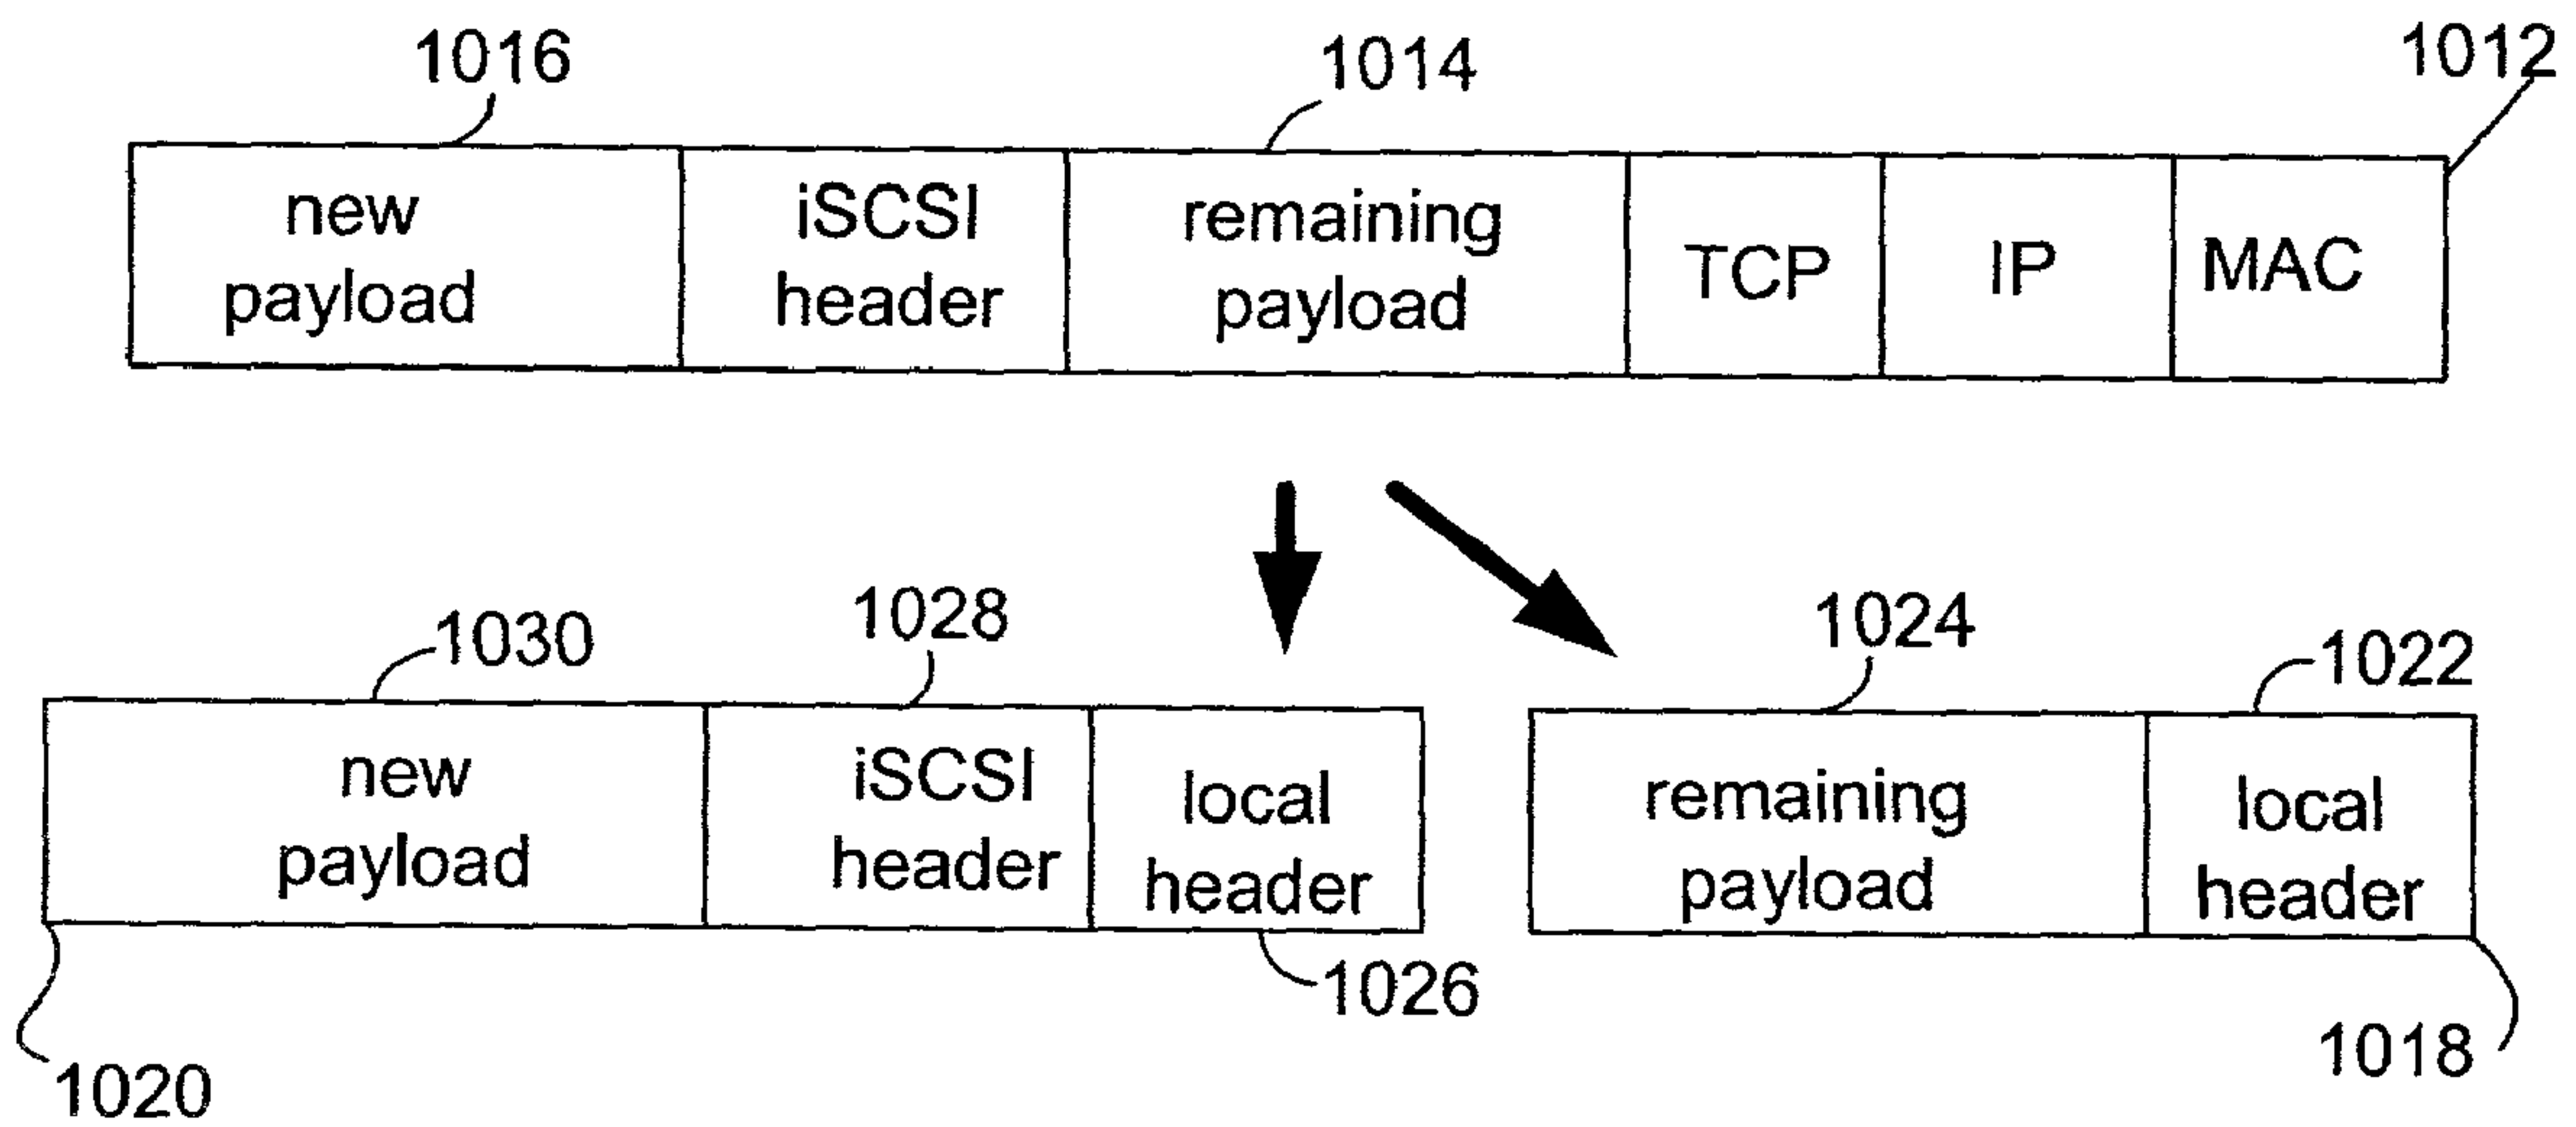 1016
1014
1012
new
payload
iSCSI
header
remaining
payload
TCP
IP
MAC
1030
1028
1024
1022
new
payload
iSCSI
header
local
header
remaining
payload
local
header
1026
1018
1020